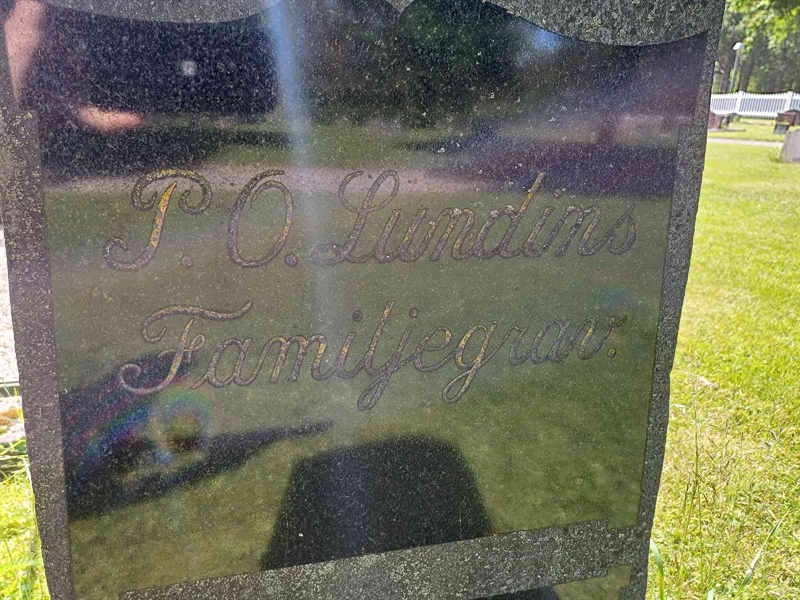 P. O. Lundins
Familjegrav.